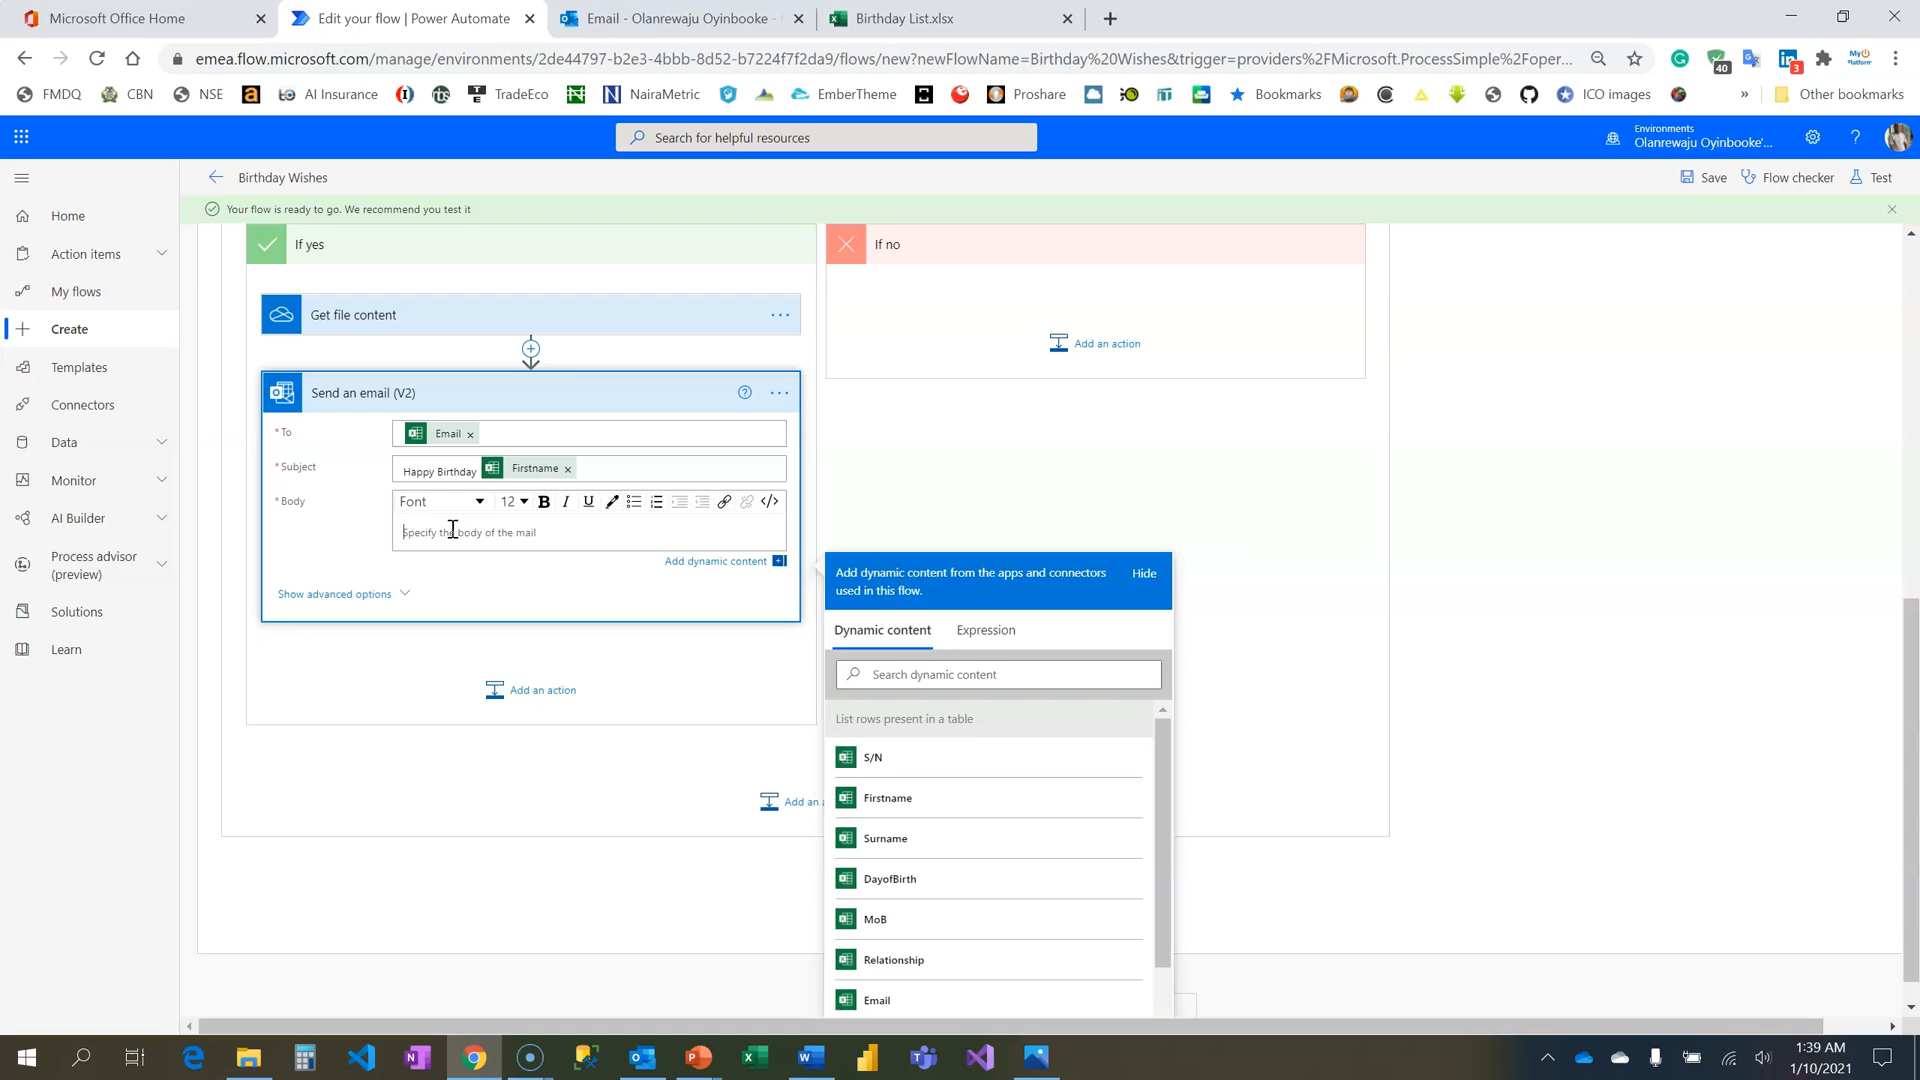 Microsoft Office Home
Edit your flow | Power Automate
Email - Olanrewaju Oyinbooke -
Birthday List.xlsx
emea.flow.microsoft.com/manage/environments/2de44797-b2e3-4bbb-8d52-b7224f7f2da9/flows/new?newFlowName=Birthday%20Wishes&trigger=providers%2FMicrosoft.ProcessSimple%2Foper...
40
3
My
Platform
FMDQ
CBN
NSE
AI Insurance
TradeEco
NairaMetric
EmberTheme
Proshare
Bookmarks
ICO images
»
Other bookmarks
Search for helpful resources
Environments
Olanrewaju Oyinbooke'...
Birthday Wishes
Save
Flow checker
Test
Your flow is ready to go. We recommend you test it
Home
Action items
My flows
Create
Templates
Connectors
Data
Monitor
AI Builder
Process advisor
(preview)
Solutions
Learn
If yes
If no
Get file content
Add an action
Send an email (V2)
* To
Email
* Subject
Happy Birthday Firstname
* Body
Font
12
B I U
Specify the body of the mail
Add dynamic content
Show advanced options
Add an action
Add an a
Add dynamic content from the apps and connectors
used in this flow.
Hide
Dynamic content
Expression
Search dynamic content
List rows present in a table
S/N
Firstname
Surname
DayofBirth
MoB
Relationship
Email
1:39 AM
1/10/2021